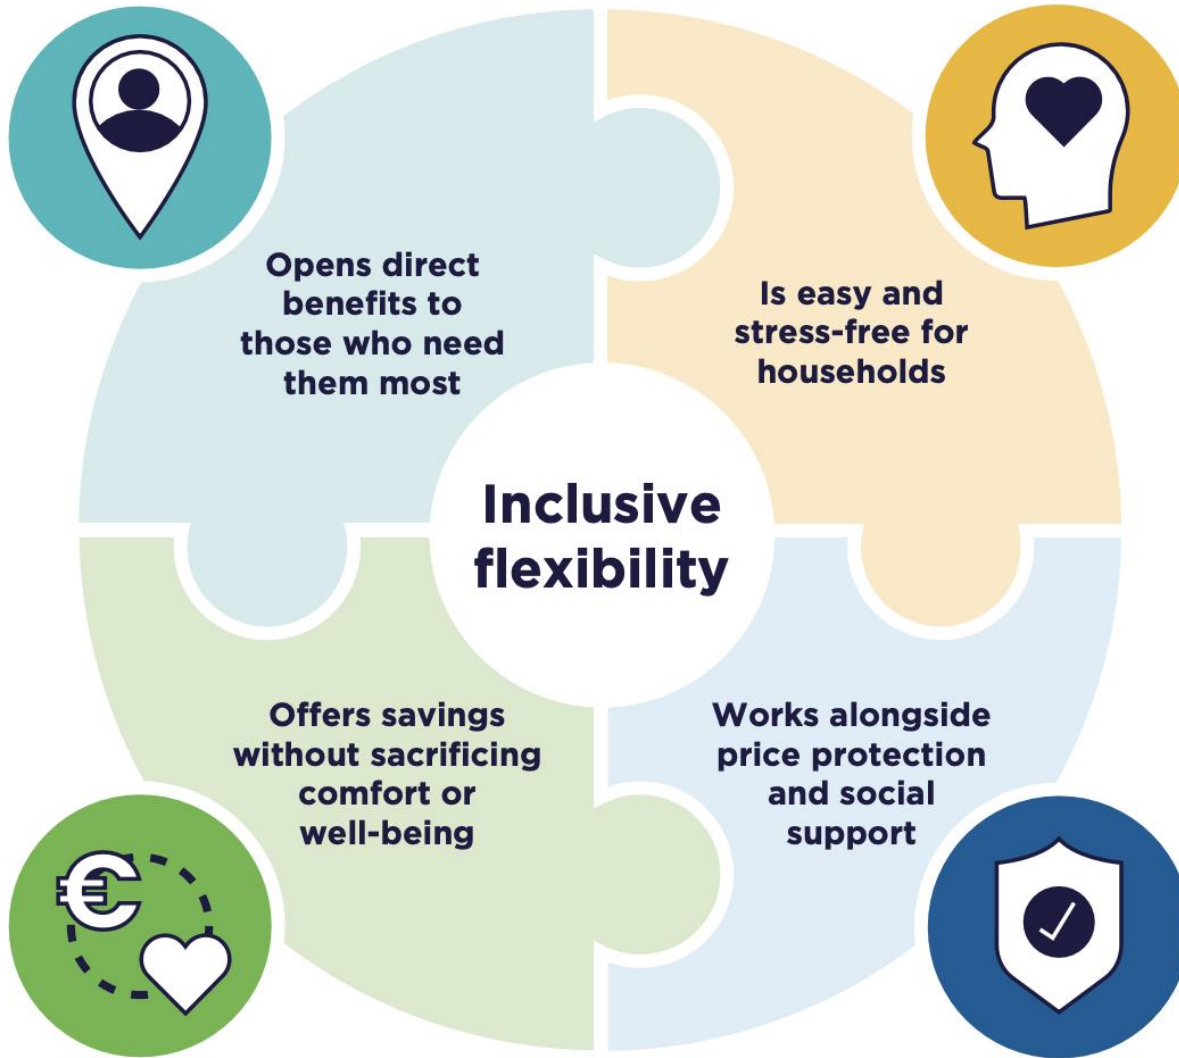 Opens direct
benefits to
those who need
them most
Is easy and
stress-free for
households
Inclusive
flexibility
Offers savings
without sacrificing
comfort or
well-being
Works alongside
price protection
and social
support
€